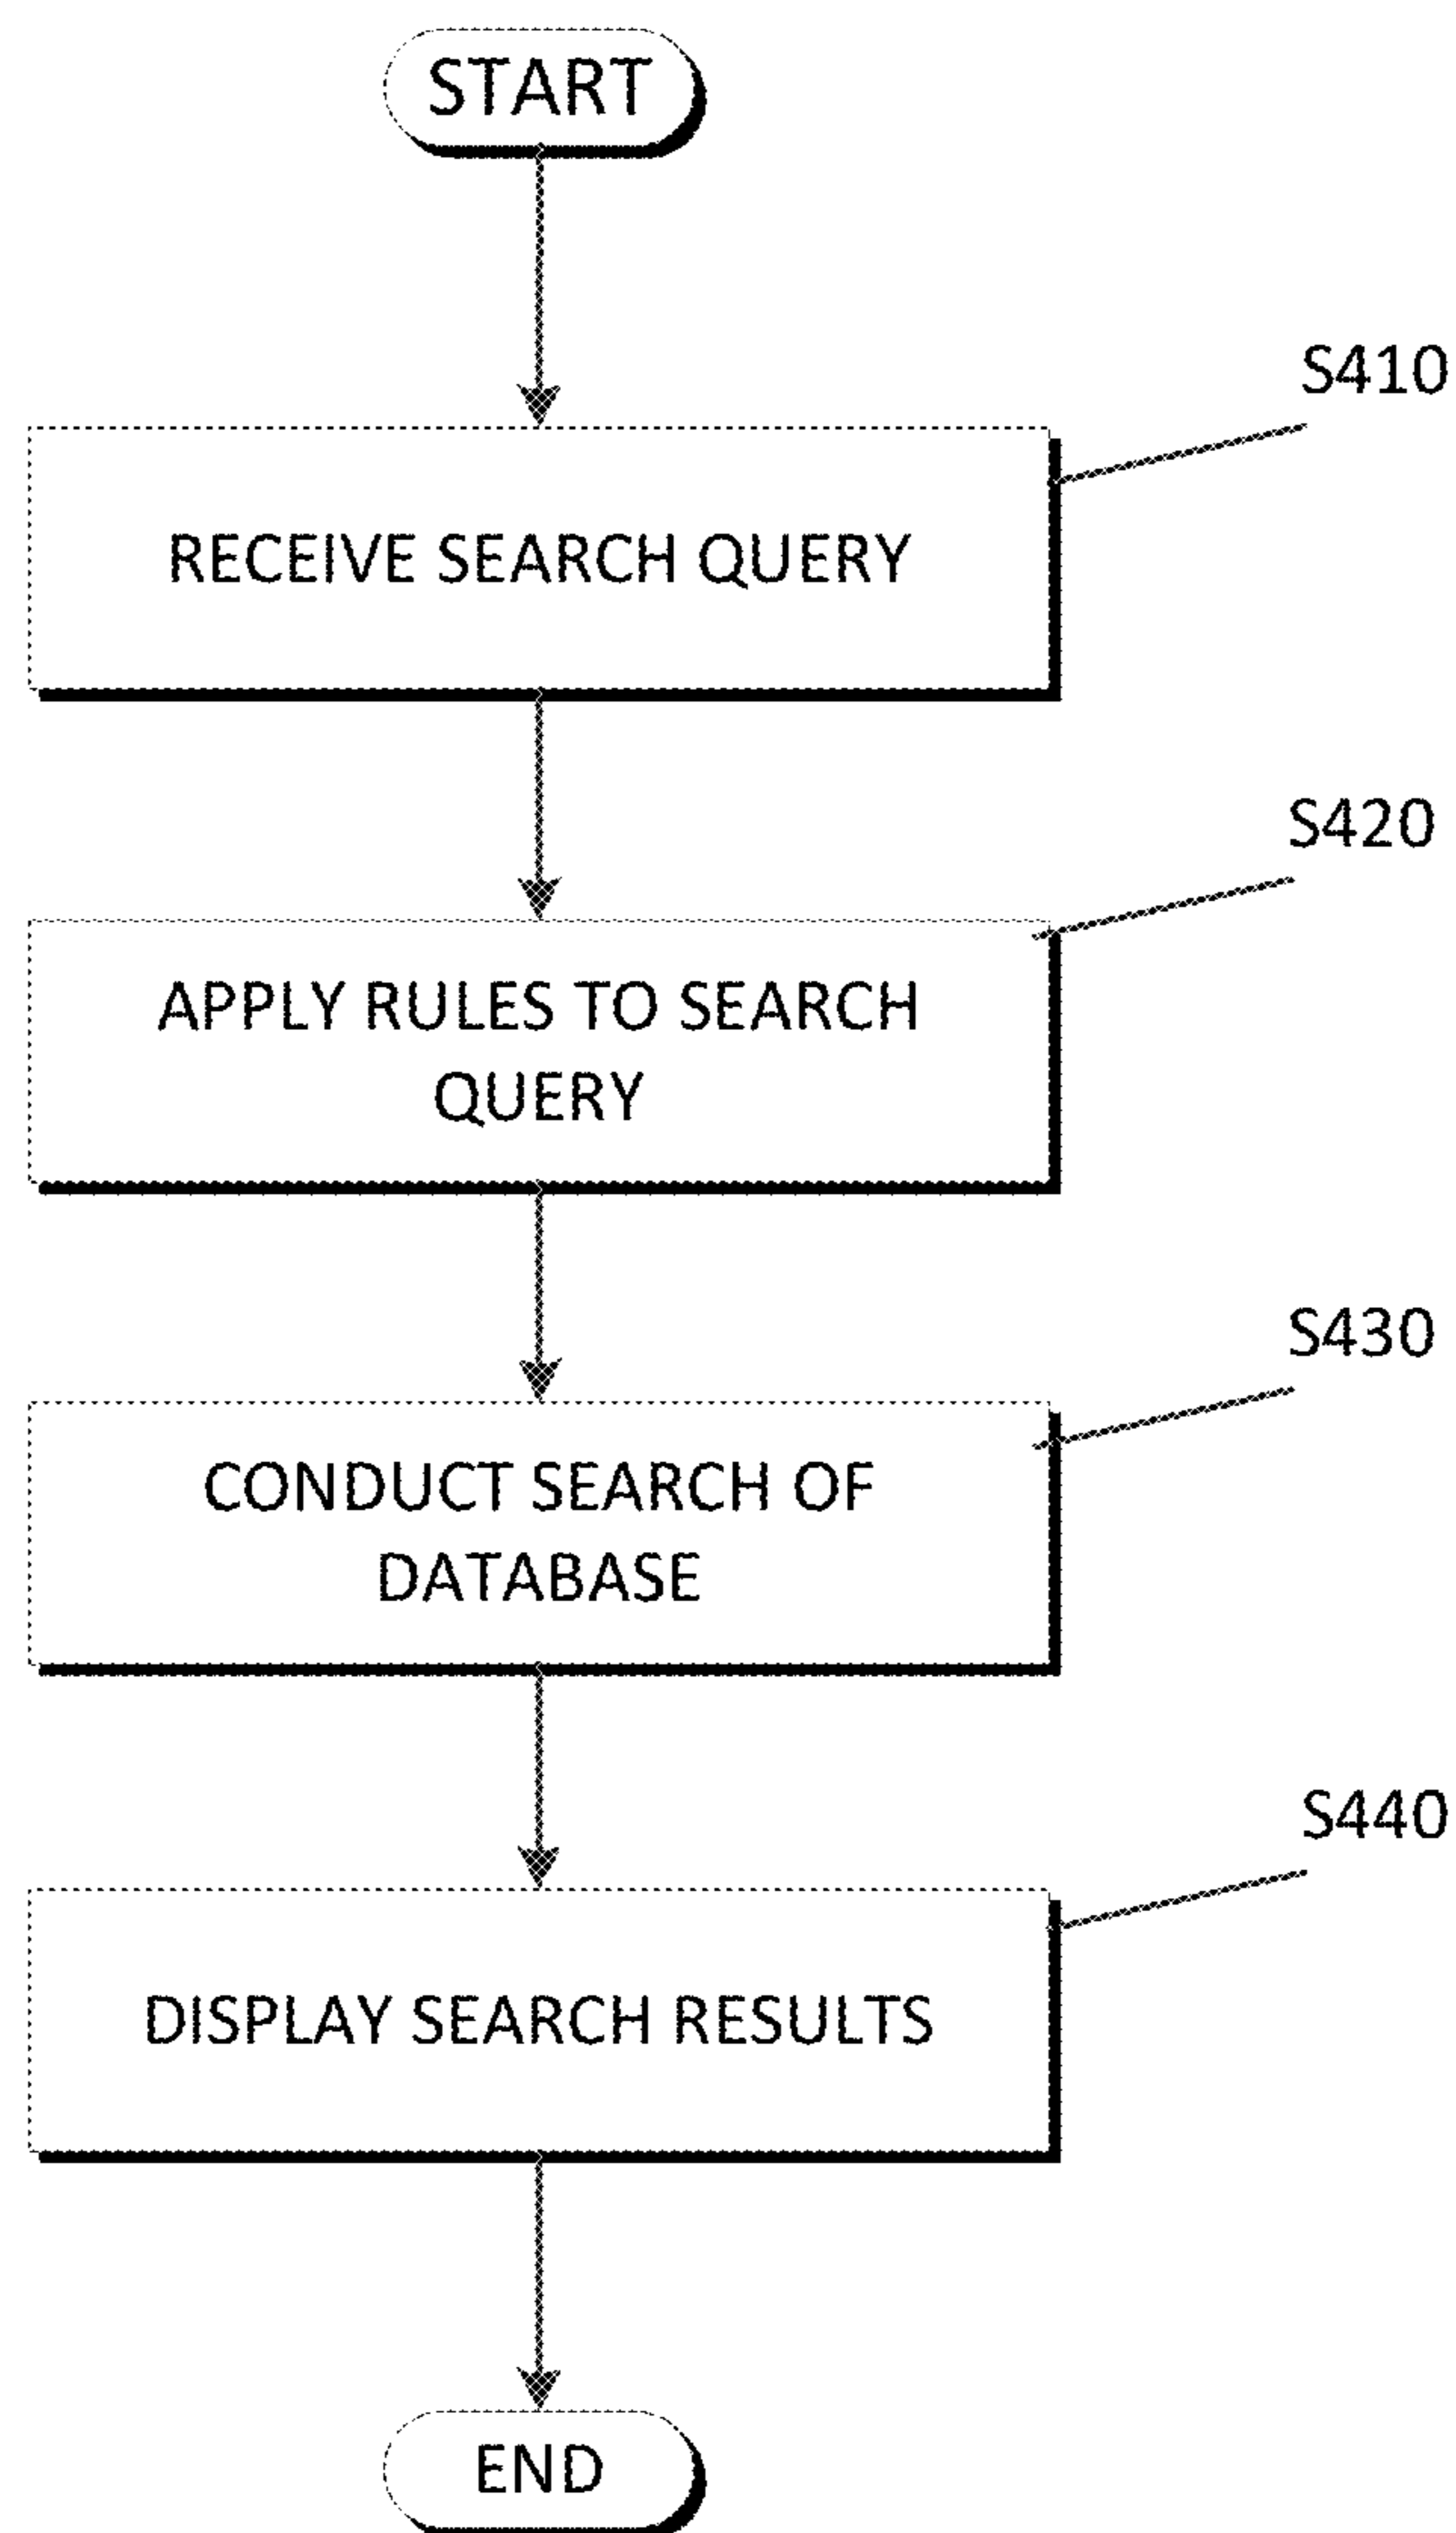 START
S410
RECEIVE SEARCH QUERY
S420
APPLY RULES TO SEARCH
QUERY
S430
CONDUCT SEARCH OF
DATABASE
S440
DISPLAY SEARCH RESULTS
END